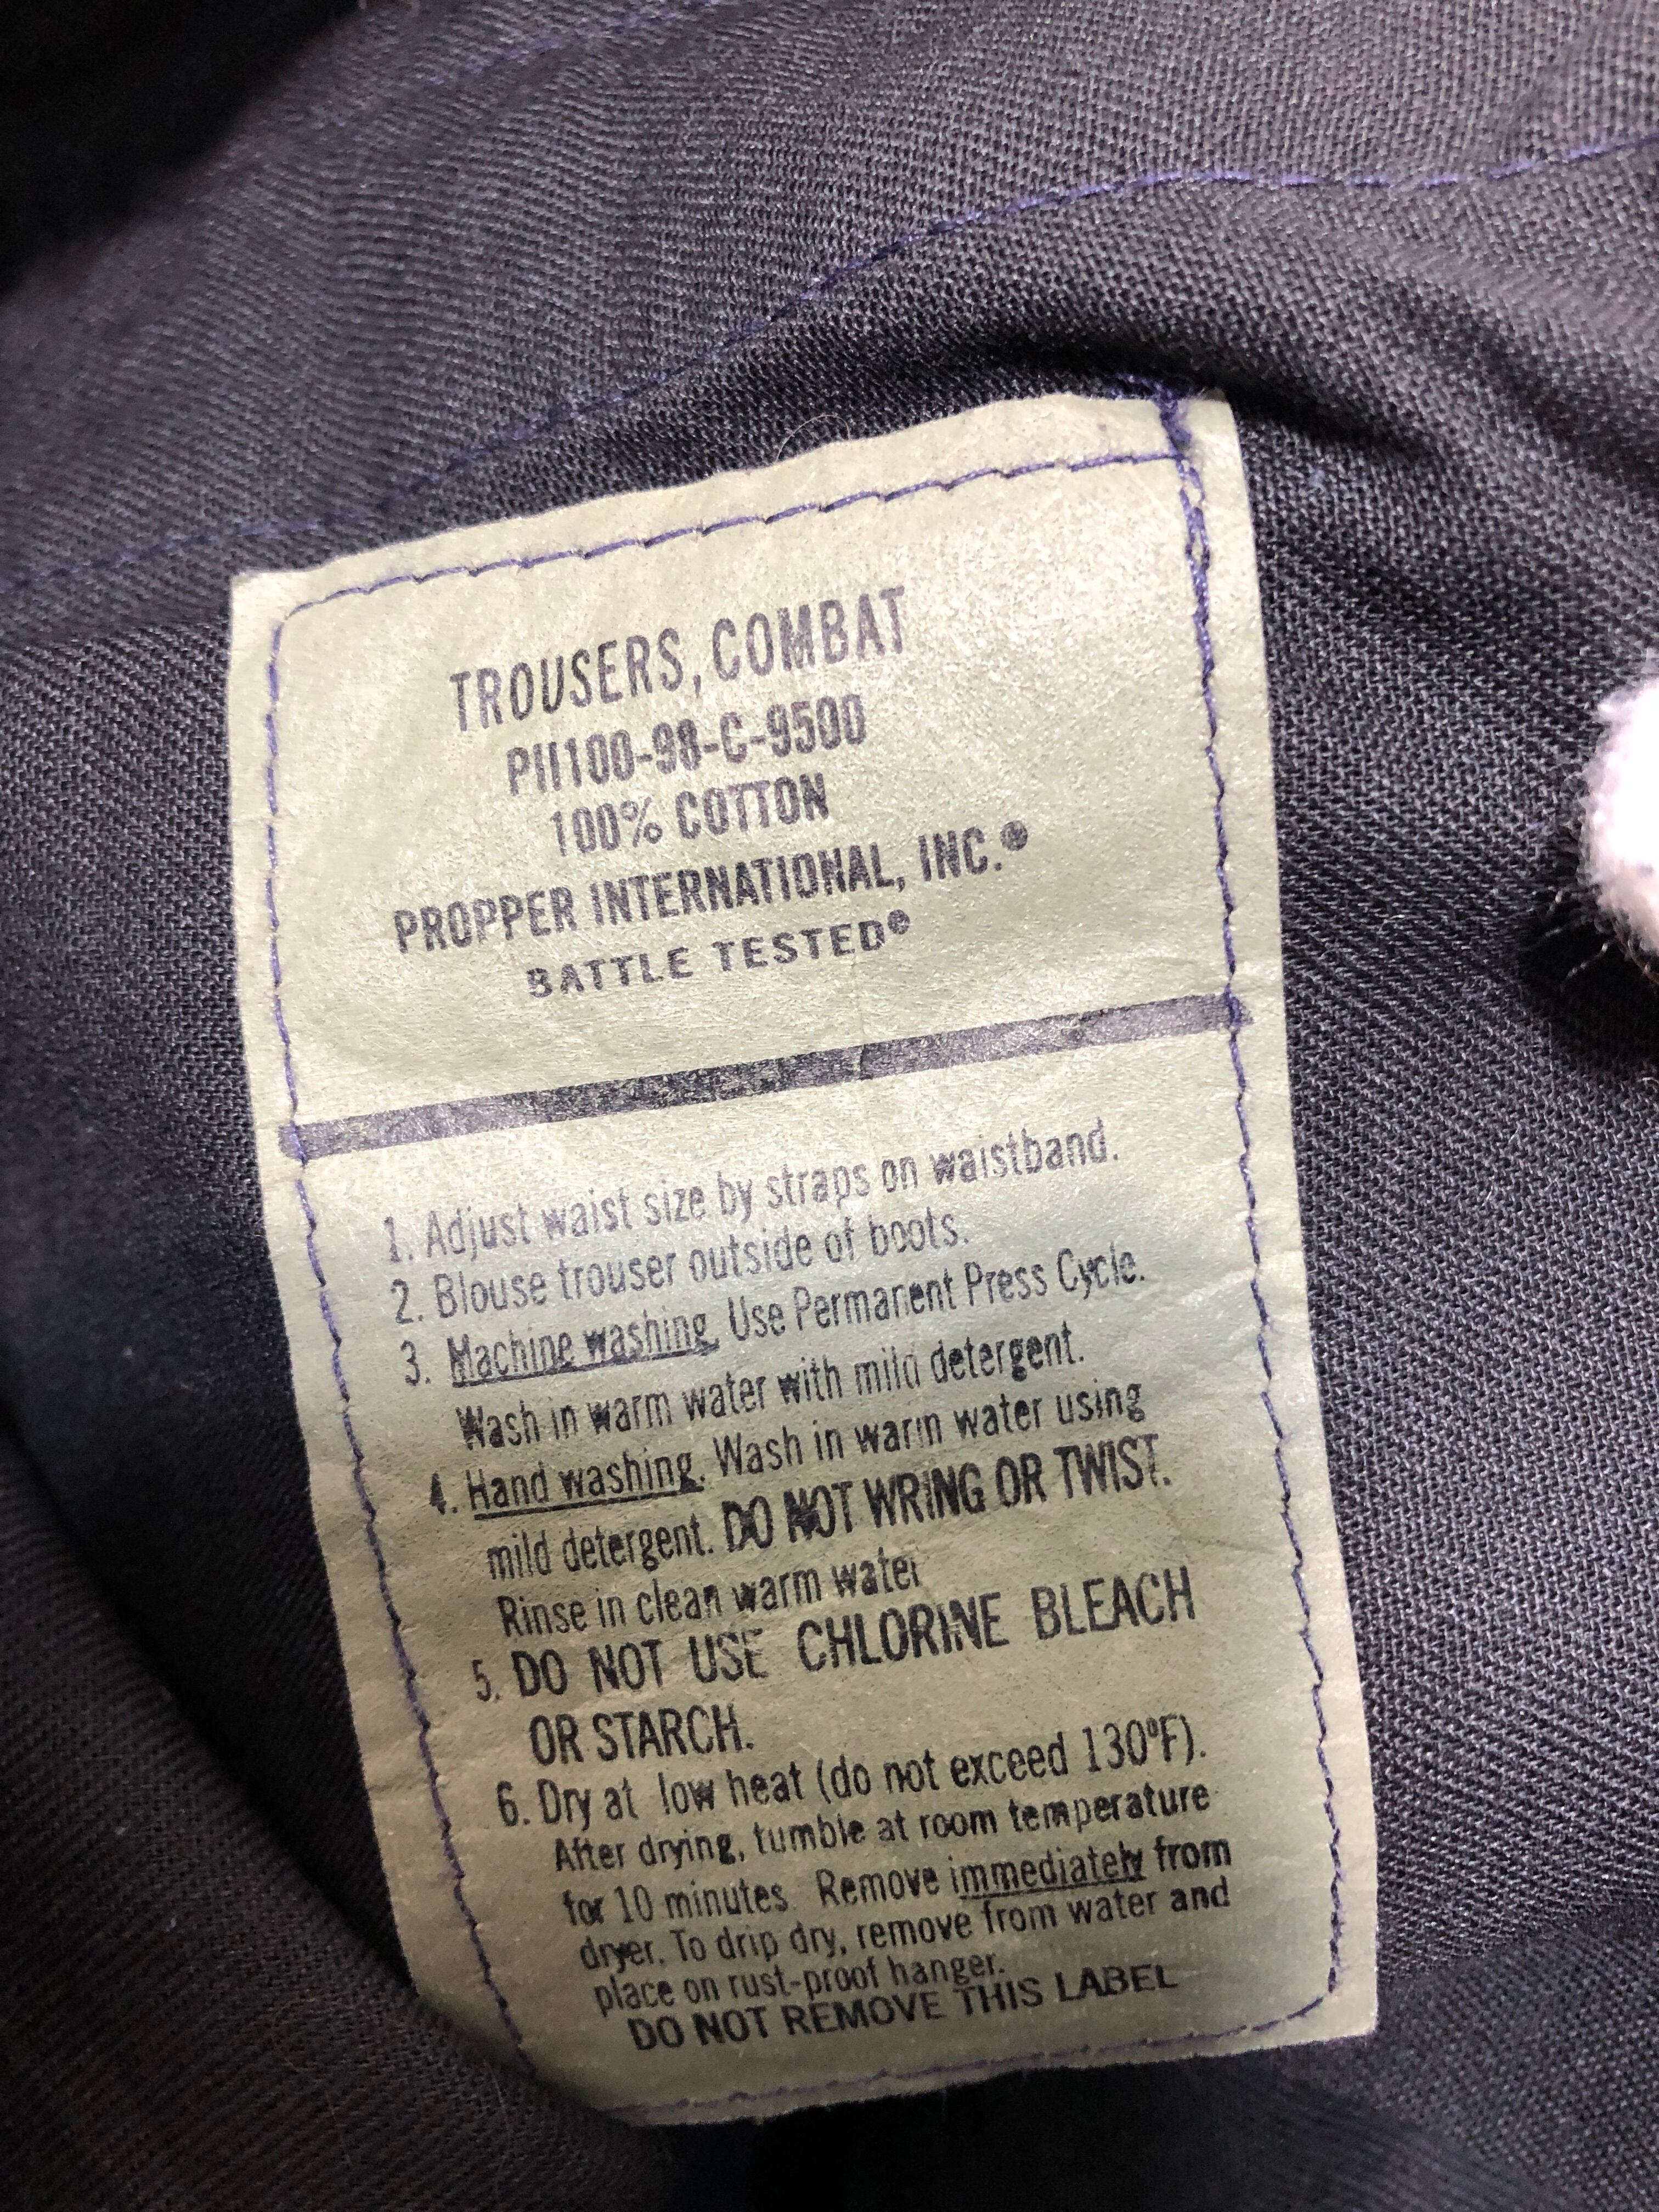 TROUSERS, COMBAT
PII100-98-C-9500
100% COTTON
PROPPER INTERNATIONAL, INC.®
BATTLE TESTED®
1. Adjust waist size by straps on waistband.
2. Blouse trouser outside of boots.
3. Machine washing. Use Permanent Press Cycle.
Wash in warm water with mild detergent.
4. Hand washing. Wash in warm water using
mild detergent. DO NOT WRING OR TWIST.
Rinse in clean warm water
5. DO NOT USE CHLORINE BLEACH
OR STARCH.
6. Dry at low heat (do not exceed 130°F).
After drying, tumble at room temperature
for 10 minutes. Remove immediately from
dryer. To drip dry, remove from water and
place on rust-proof hanger.
DO NOT REMOVE THIS LABEL